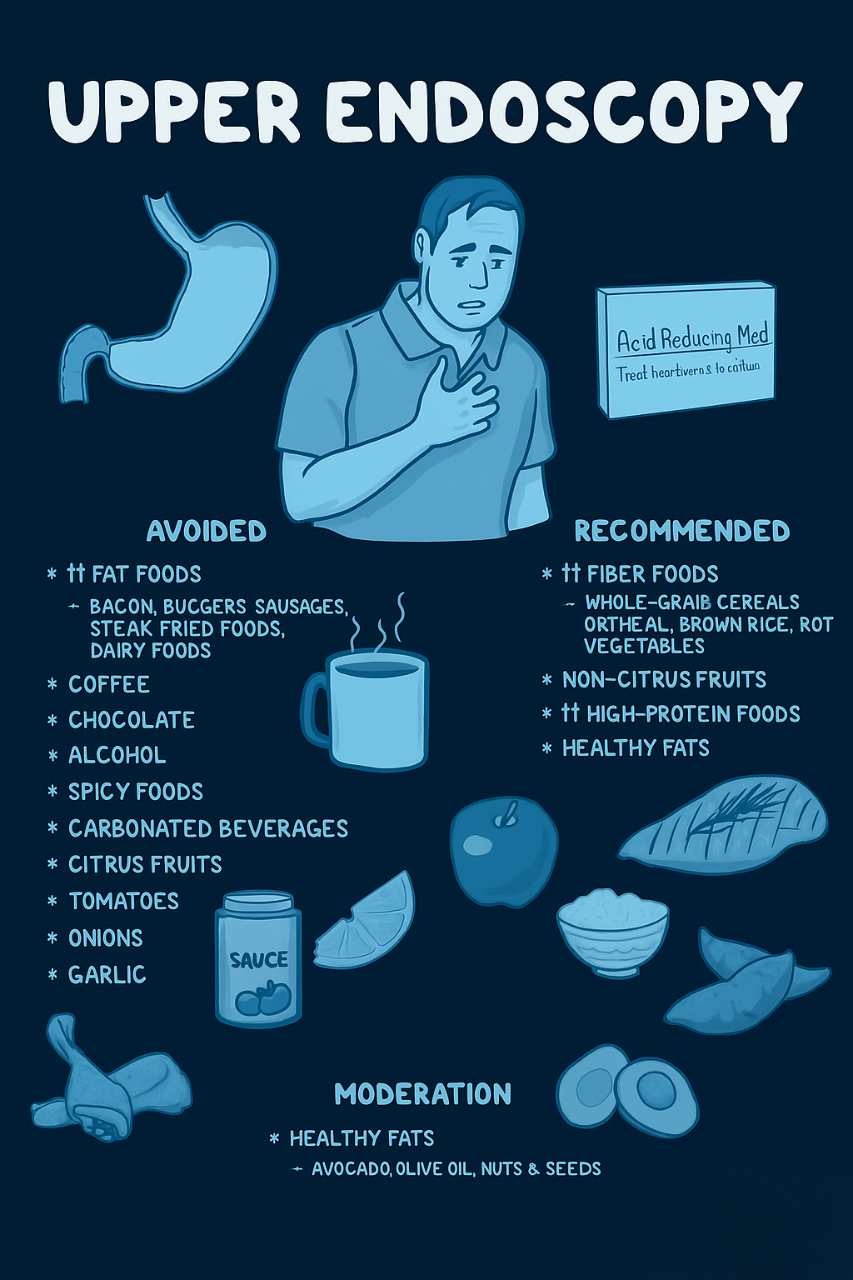 UPPER ENDOSCOPY
Acid Reducing Med
Treat
AVOIDED
* †† FAT FOODS
- BACON, BUCGERS SAUSAGES,
STEAK FRIED FOODS,
DAIRY FOODS
* COFFEE
* CHOCOLATE
* ALCOHOL
* SPICY FOODS
* CARBONATED BEVERAGES
* CITRUS FRUITS
* TOMATOES
* ONIONS
* GARLIC
SAUCE
RECOMMENDED
* †† FIBER FOODS
~ WHOLE-GRAIB CEREALS
ORTHEAL, BROWN RICE, ROT
VEGETABLES
* NON-CITRUS FRUITS
* †† HIGH-PROTEIN FOODS
* HEALTHY FATS
MODERATION
* HEALTHY FATS
- AVOCADO, OLIVE OIL, NUTS & SEEDS